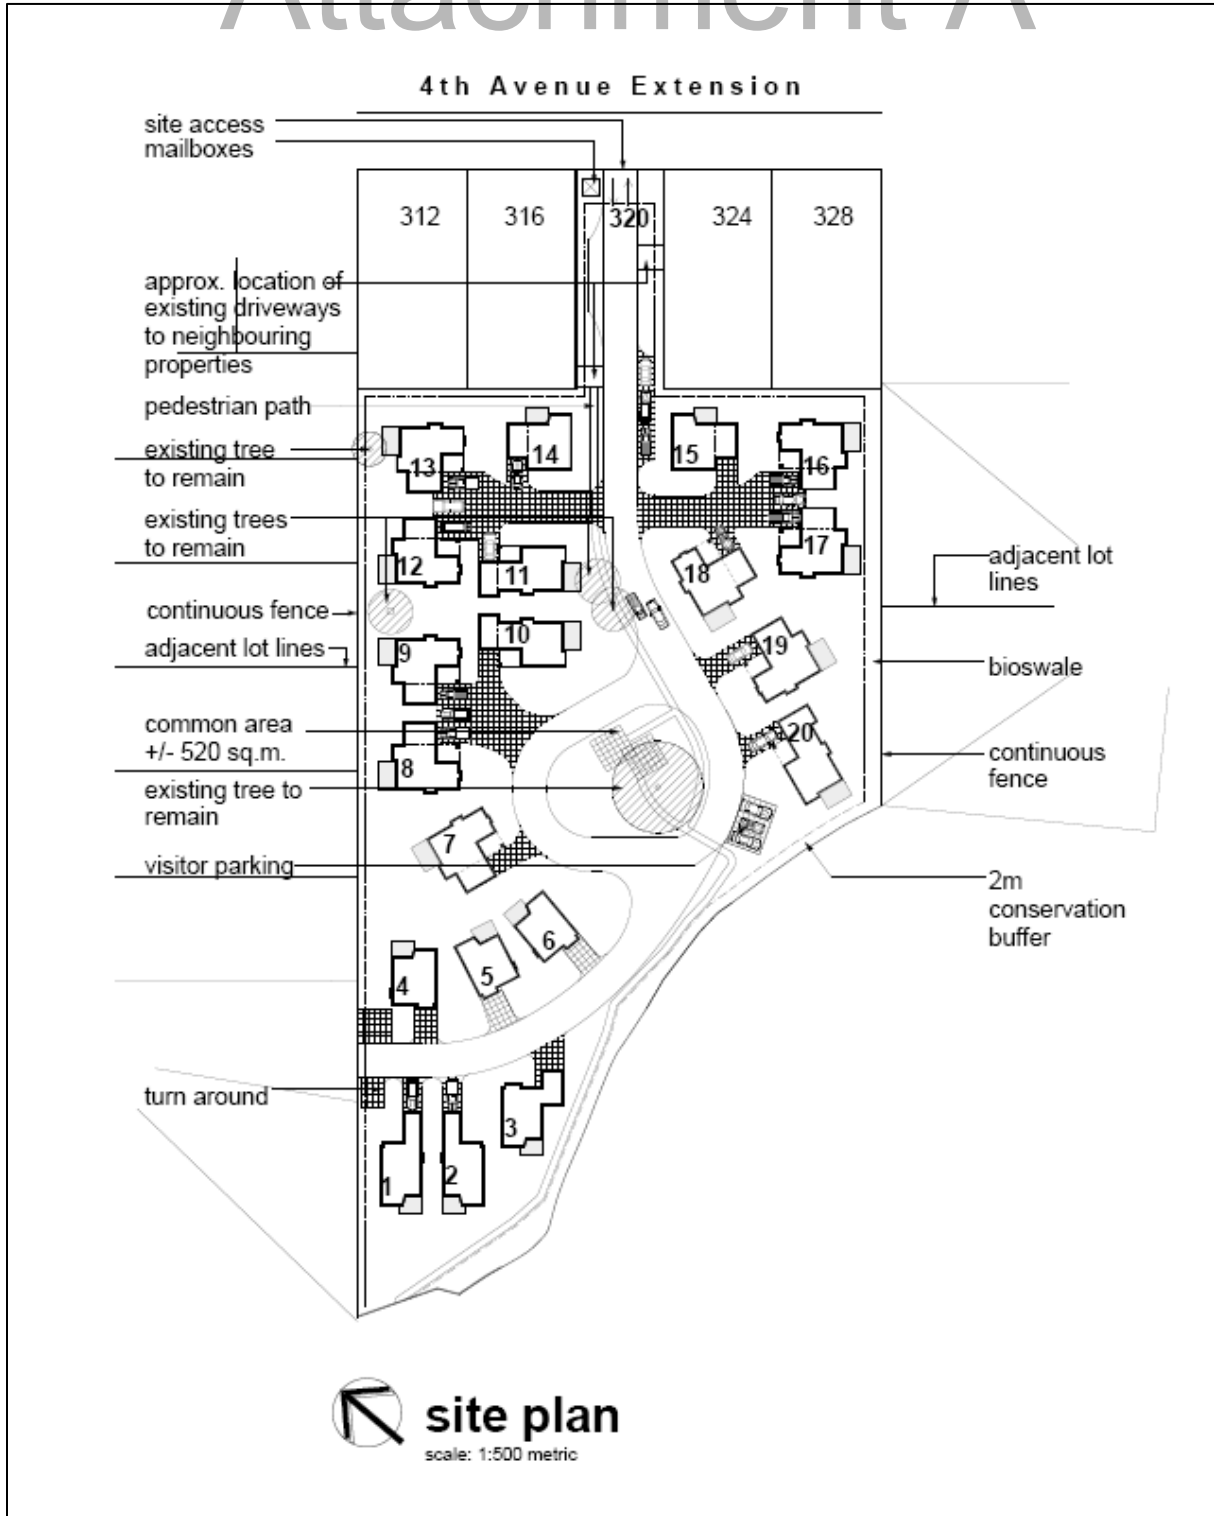 Attachment A
4th Avenue Extension
site access
mailboxes
312
316
320
324
328
approx. location of
existing driveways
to neighbouring
properties
pedestrian path
existing tree
to remain
existing trees
to remain
continuous fence
adjacent lot lines
common area
+/- 520 sq.m.
existing tree to
remain
visitor parking
turn around
13
14
15
16
12
11
18
17
9
10
19
8
20
7
6
5
4
3
1
2
adjacent lot
lines
bioswale
continuous
fence
2m
conservation
buffer
site plan
scale: 1:500 metric